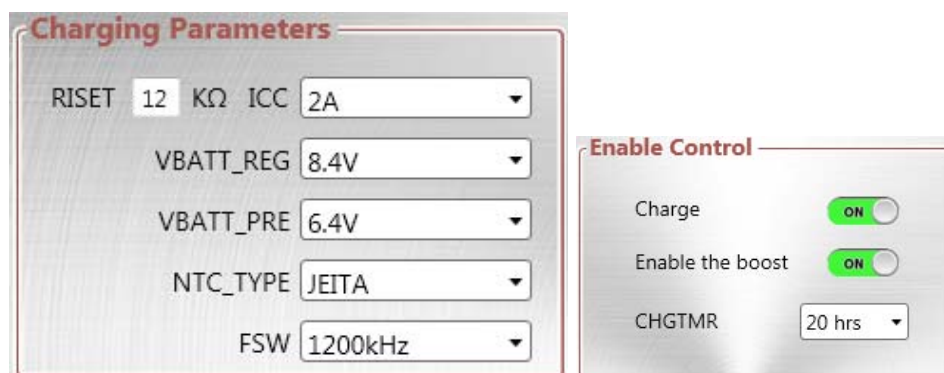 Charging Parameters
RISET 12 KΩ ICC 2A
VBATT_REG 8.4V
VBATT_PRE 6.4V
NTC_TYPE JEITA
FSW 1200kHz
Enable Control
Charge ON
Enable the boost ON
CHGTMR 20 hrs